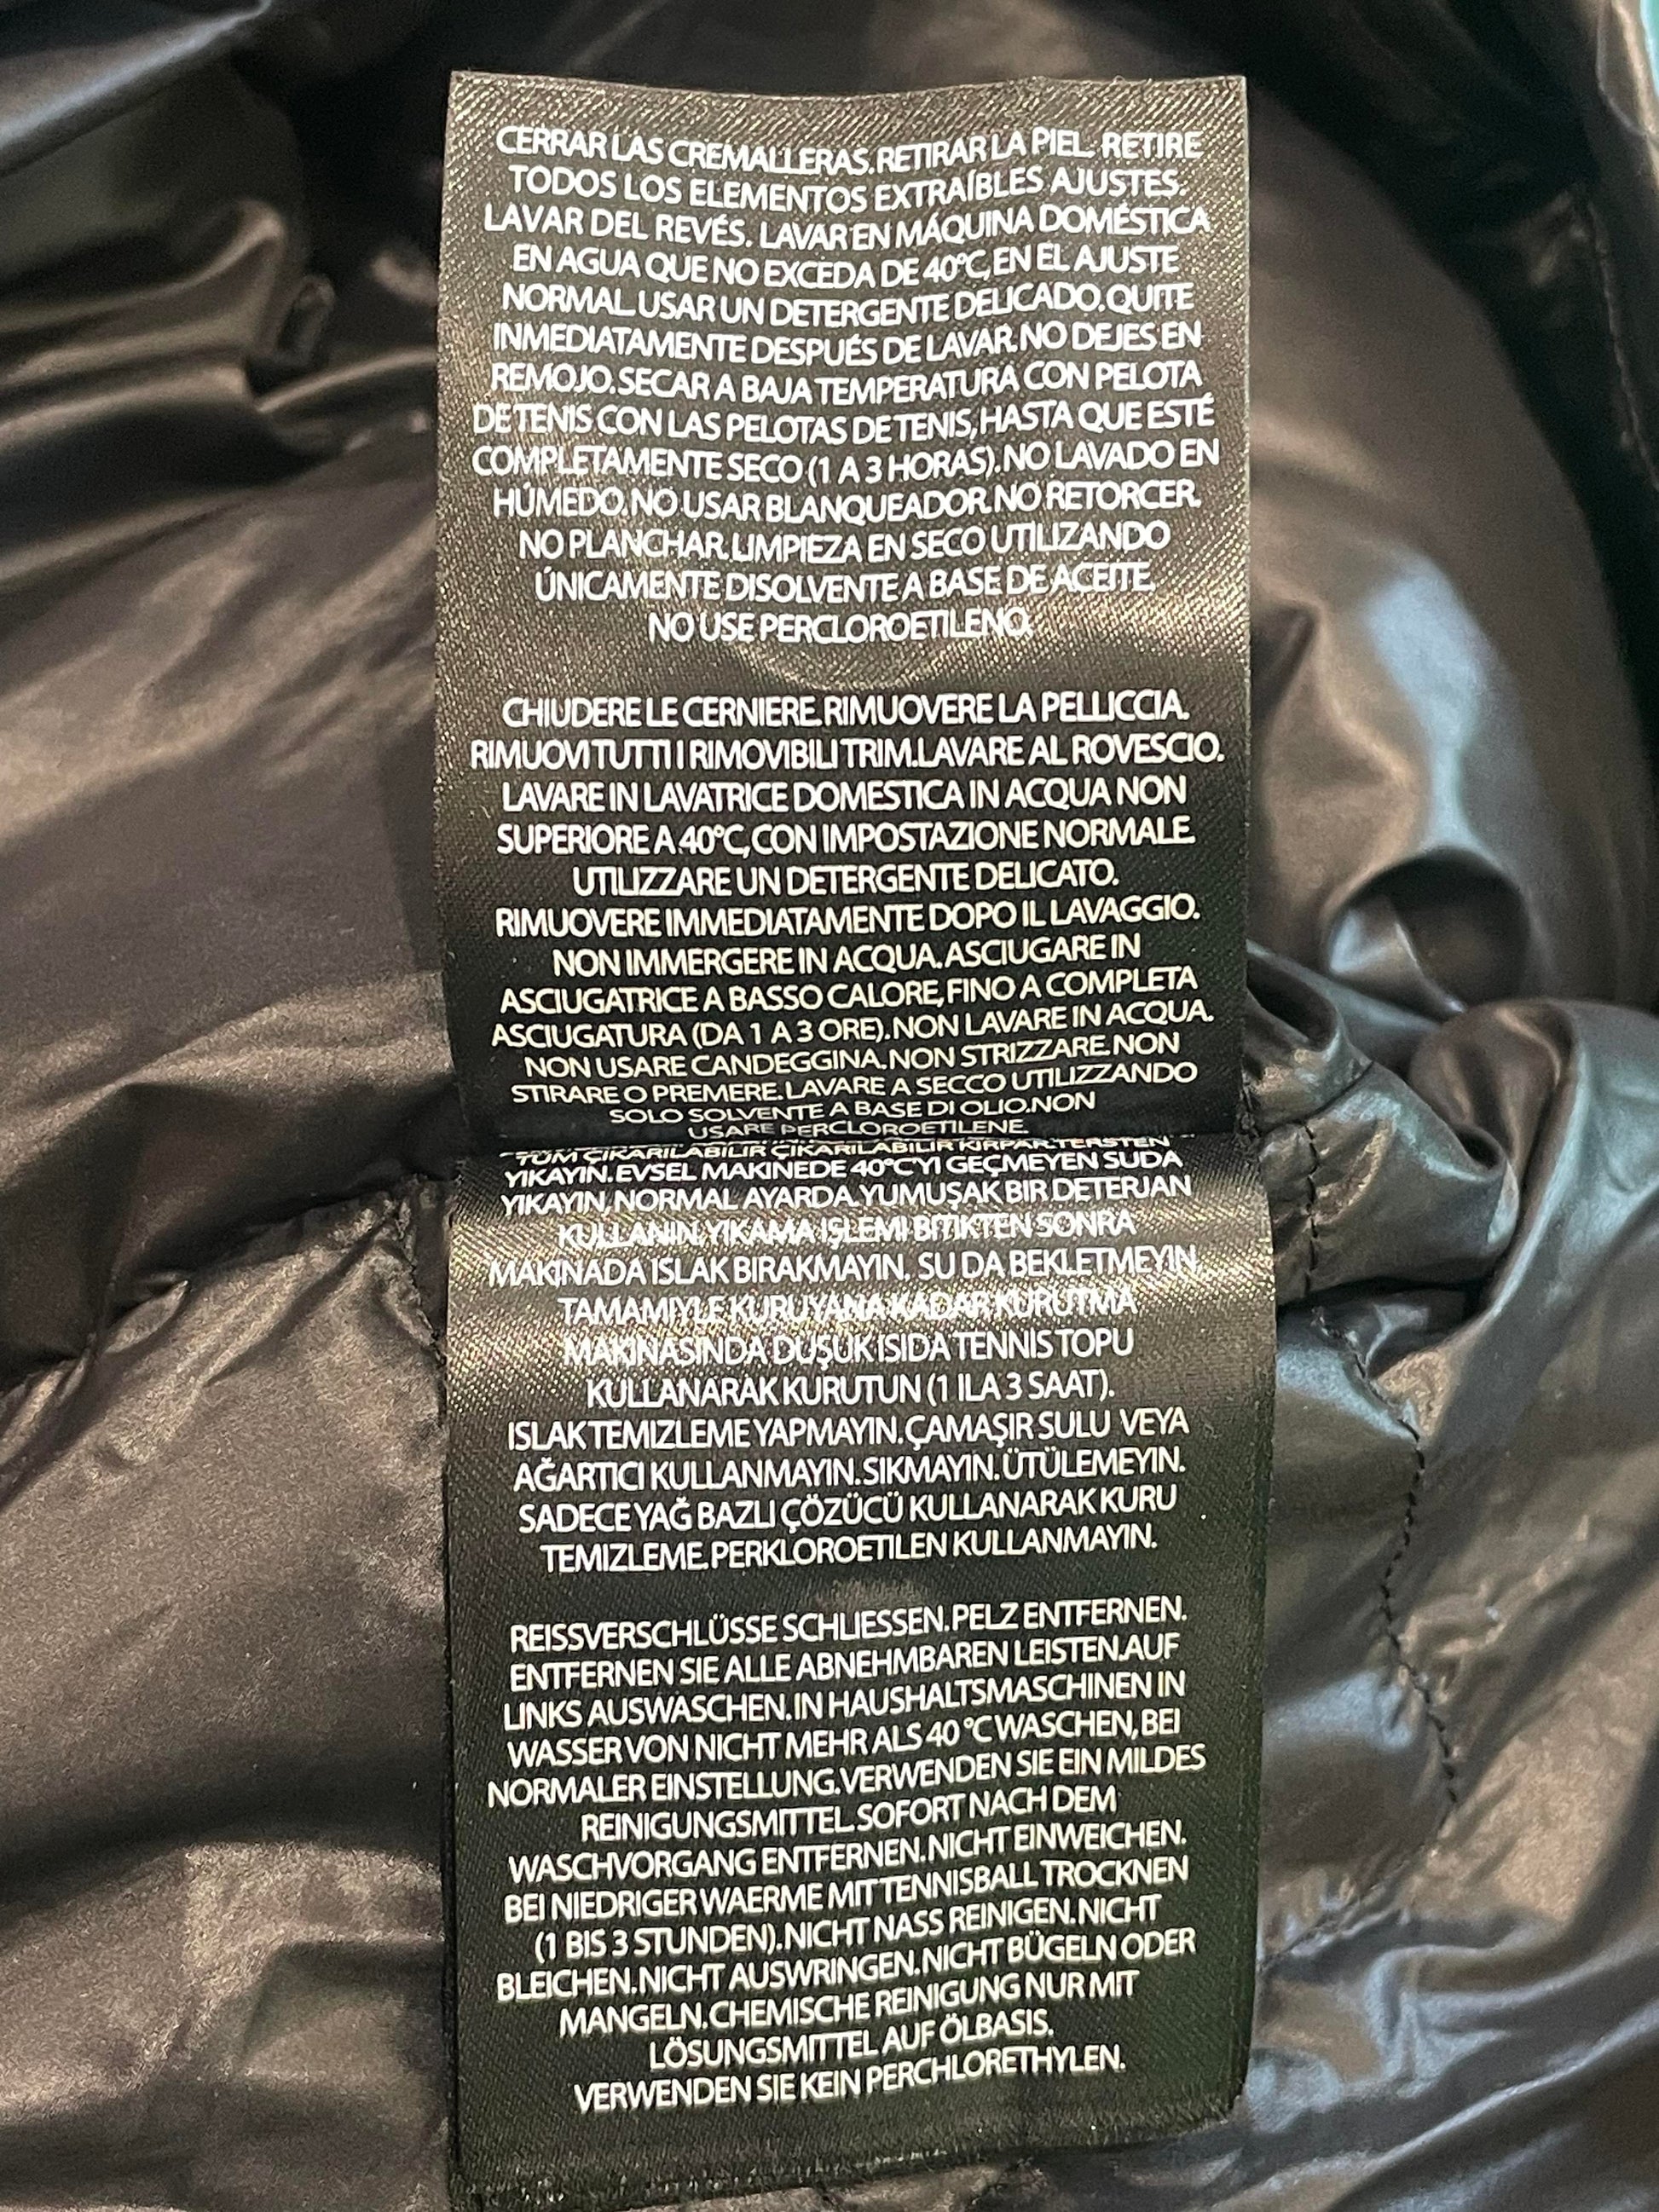 CERRAR LAS CREMALLERAS.RETIRAR LA PIEL. RETIRE
TODOS LOS ELEMENTOS EXTRAÍBLES AJUSTES.
LAVAR DEL REVÉS. LAVAR EN MÁQUINA DOMÉSTICA
EN AGUA QUE NO EXCEDA DE 40°C,EN EL AJUSTE
NORMAL.USAR UN DETERGENTE DELICADO.QUITE
INMEDIATAMENTE DESPUÉS DE LAVAR.NO DEJES EN
REMOJO.SECAR A BAJA TEMPERATURA CON PELOTA
DE TENIS CON LAS PELOTAS DE TENIS,HASTA QUE ESTÉ
COMPLETAMENTE SECO (1 A 3 HORAS).NO LAVADO EN
HÚMEDO.NO USAR BLANQUEADOR.NO RETORCER.
NO PLANCHAR.LIMPIEZA EN SECO UTILIZANDO
ÚNICAMENTE DISOLVENTE A BASE DE ACEITE.
NO USE PERCLOROETILENO.
CHIUDERE LE CERNIERE.RIMUOVERE LA PELLICCIA.
RIMUOVI TUTTI I RIMOVIBILI TRIM.LAVARE AL ROVESCIO.
LAVARE IN LAVATRICE DOMESTICA IN ACQUA NON
SUPERIORE A 40°C,CON IMPOSTAZIONE NORMALE.
UTILIZZARE UN DETERGENTE DELICATO.
RIMUOVERE IMMEDIATAMENTE DOPO IL LAVAGGIO.
NON IMMERGERE IN ACQUA.ASCIUGARE IN
ASCIUGATRICE A BASSO CALORE,FINO A COMPLETA
ASCIUGATURA (DA 1 A 3 ORE).NON LAVARE IN ACQUA.
NON USARE CANDEGGINA.NON STRIZZARE.NON
STIRARE O PREMERE.LAVARE A SECCO UTILIZZANDO
SOLO SOLVENTE A BASE DI OLIO.NON
USARE PERCLOROETILENE.
TÜM ÇIKARILABILIR ÇIKARILABILIR KIRPAR.TERSTEN
YIKAYIN.EVSEL MAKINEDE 40°C'YI GEÇMEYEN SUDA
YIKAYIN,NORMAL AYARDA.YUMUŞAK BIR DETERJAN
KULLANIN.YIKAMA IŞLEMI BITIKTEN SONRA
MAKINADA ISLAK BIRAKMAYIN. SU DA BEKLETMEYIN.
TAMAMIYLE KURUYANA KADAR KURUTMA
MAKINASINDA DUŞUK ISIDA TENNIS TOPU
KULLANARAK KURUTUN (1 ILA 3 SAAT).
ISLAK TEMIZLEME YAPMAYIN.ÇAMAŞIR SULU VEYA
AĞARTICI KULLANMAYIN.SIKMAYIN.ÜTÜLEMEYIN.
SADECE YAĞ BAZLI ÇÖZÜCÜ KULLANARAK KURU
TEMIZLEME.PERKLOROETILEN KULLANMAYIN.
REISSVERSCHLÜSSE SCHLIESSEN.PELZ ENTFERNEN.
ENTFERNEN SIE ALLE ABNEHMBAREN LEISTEN.AUF
LINKS AUSWASCHEN.IN HAUSHALTSMASCHINEN IN
WASSER VON NICHT MEHR ALS 40 °C WASCHEN, BEI
NORMALER EINSTELLUNG.VERWENDEN SIE EIN MILDES
REINIGUNGSMITTEL.SOFORT NACH DEM
WASCHVORGANG ENTFERNEN.NICHT EINWEICHEN.
BEI NIEDRIGER WAERME MIT TENNISBALL TROCKNEN
(1 BIS 3 STUNDEN).NICHT NASS REINIGEN.NICHT
BLEICHEN.NICHT AUSWRINGEN.NICHT BÜGELN ODER
MANGELN.CHEMISCHE REINIGUNG NUR MIT
LÖSUNGSMITTEL AUF ÖLBASIS.
VERWENDEN SIE KEIN PERCHLORETHYLEN.